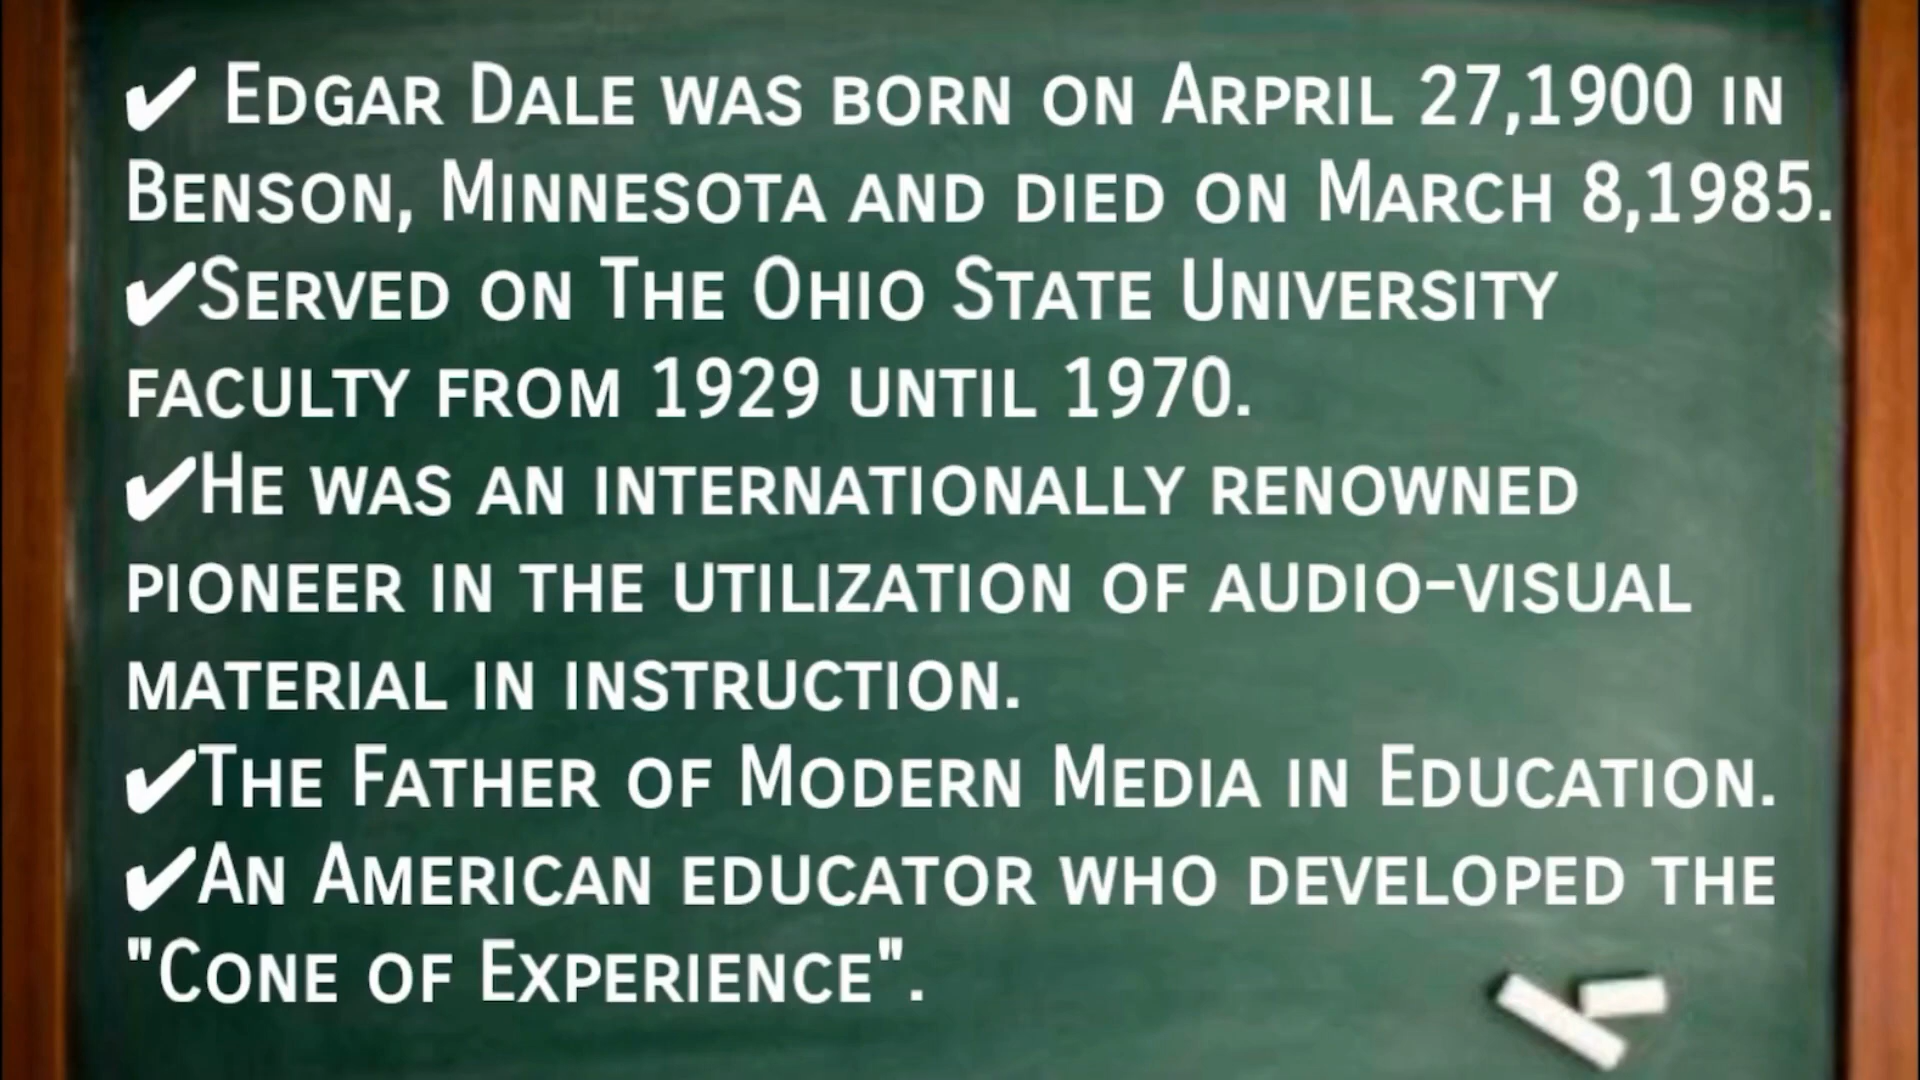 ✔ Edgar Dale was born on Arpril 27,1900 in
Benson, Minnesota and died on March 8,1985.
✔Served on The Ohio State University
faculty from 1929 until 1970.
✔He was an internationally renowned
pioneer in the utilization of audio-visual
material in instruction.
✔The Father of Modern Media in Education.
✔An American educator who developed the
"Cone of Experience".